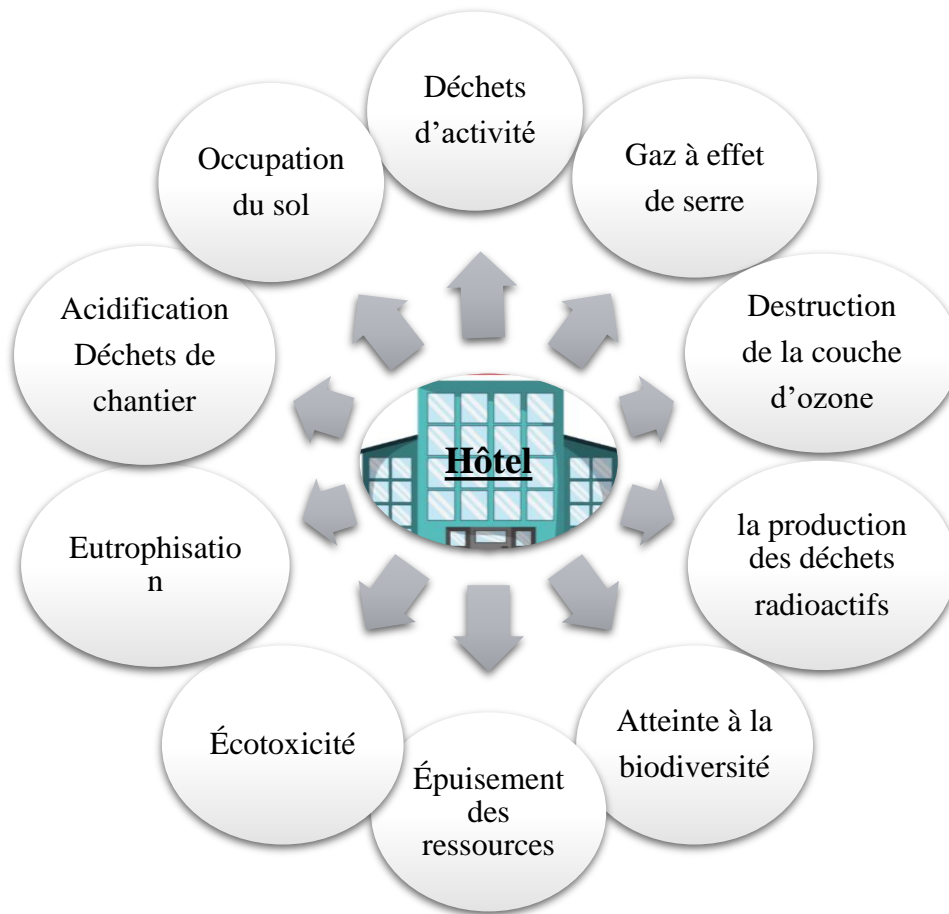 Déchets
d’activité
Gaz à effet
de serre
Destruction
de la couche
d’ozone
la production
des déchets
radioactifs
Atteinte à la
biodiversité
Épuisement
des
ressources
Écotoxicité
Eutrophisatio
n
Acidification
Déchets de
chantier
Occupation
du sol
Hôtel